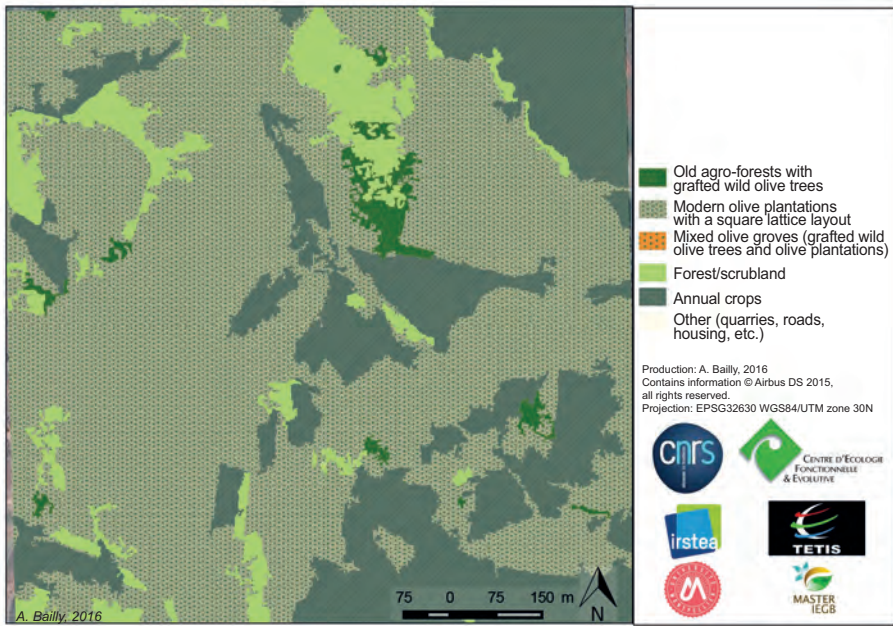 Old agro-forests with
grafted wild olive trees
Modern olive plantations
with a square lattice layout
Mixed olive groves (grafted wild
olive trees and olive plantations)
Forest/scrubland
Annual crops
Other (quarries, roads,
housing, etc.)
Production: A. Bailly, 2016
Contains information © Airbus DS 2015,
all rights reserved.
Projection: EPSG32630 WGS84/UTM zone 30N
cnrs
CENTRE D'ECOLOGIE
FONCTIONNELLE
& EVOLUTIVE
irstea
TETIS
MASTER
IEGB
A. Bailly, 2016
75 0 75 150 m
N